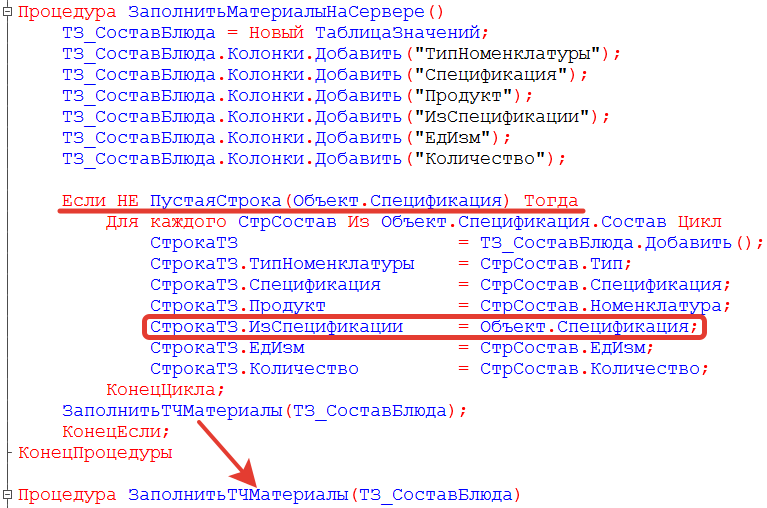 Процедура ЗаполнитьМатериалыНаСервере()
ТЗ_СоставБлюда = Новый ТаблицаЗначений;
ТЗ_СоставБлюда.Колонки.Добавить("ТипНоменклатуры");
ТЗ_СоставБлюда.Колонки.Добавить("Спецификация");
ТЗ_СоставБлюда.Колонки.Добавить("Продукт");
ТЗ_СоставБлюда.Колонки.Добавить("ИзСпецификации");
ТЗ_СоставБлюда.Колонки.Добавить("ЕдИзм");
ТЗ_СоставБлюда.Колонки.Добавить("Количество");
Если НЕ ПустаяСтрока(Объект.Спецификация) Тогда
Для каждого СтрСостав Из Объект.Спецификация.Состав Цикл
СтрокаТЗ = ТЗ_СоставБлюда.Добавить();
СтрокаТЗ.ТипНоменклатуры = СтрСостав.Тип;
СтрокаТЗ.Спецификация = СтрСостав.Спецификация;
СтрокаТЗ.Продукт = СтрСостав.Номенклатура;
СтрокаТЗ.ИзСпецификации = Объект.Спецификация;
СтрокаТЗ.ЕдИзм = СтрСостав.ЕдИзм;
СтрокаТЗ.Количество = СтрСостав.Количество;
КонецЦикла;
ЗаполнитьТЧМатериалы(ТЗ_СоставБлюда);
КонецЕсли;
КонецПроцедуры
Процедура ЗаполнитьТЧМатериалы(ТЗ_СоставБлюда)